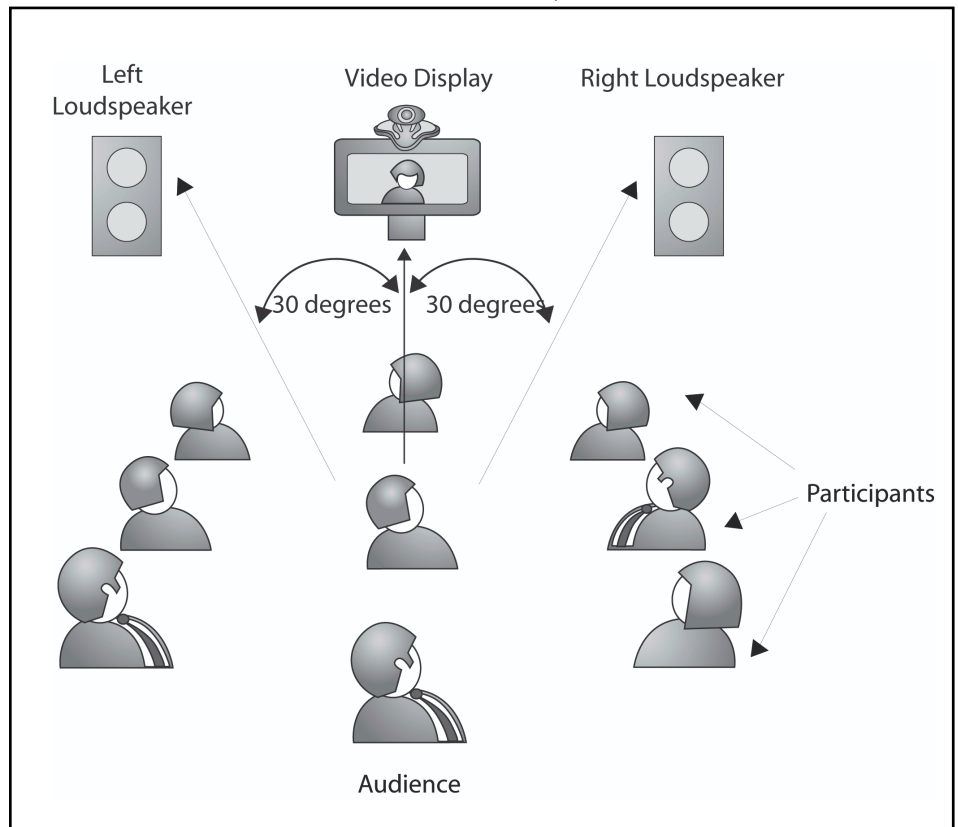 Left
Loudspeaker
Video Display
Right Loudspeaker
30 degrees
30 degrees
Participants
Audience